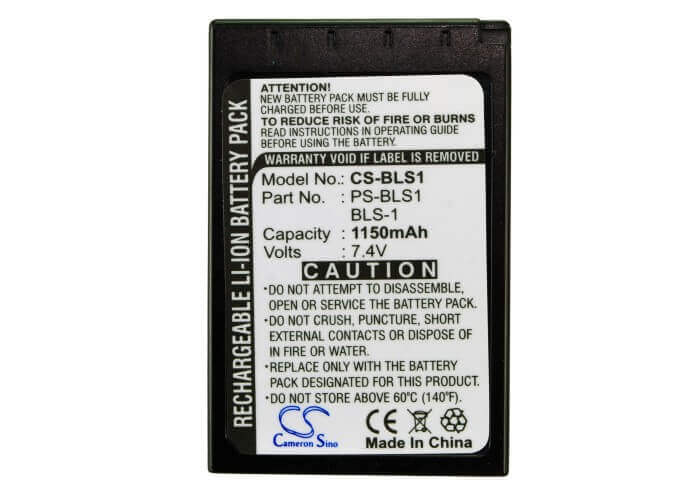 RECHARGEABLE LI-ION BATTERY PACK
ATTENTION!
NEW BATTERY PACK MUST BE FULLY
CHARGED BEFORE USING.
TO REDUCE RISK OF FIRE OR BURNS
READ INSTRUCTIONS IN OPERATING GUIDE
BEFORE USING BATTERY.
WARRANTY VOID IF LABEL IS REMOVED
Model No.: CS-BLS1
Part No. : PS-BLS1
BLS-1
Capacity : 1150mAh
Volts : 7.4V
CAUTION
•DO NOT ATTEMPT TO DISASSEMBLE,
OPEN OR SERVICE THE BATTERY PACK.
•DO NOT CRUSH, PUNCTURE, SHORT
EXTERNAL CONTACTS OR DISPOSE OF
IN FIRE OR WATER.
•REPLACE ONLY WITH THE BATTERY
PACK DESIGNATED FOR THIS PRODUCT.
•DO NOT STORE ABOVE 60℃ (140℉).
CS
Cameron Sino
CE
Made In China